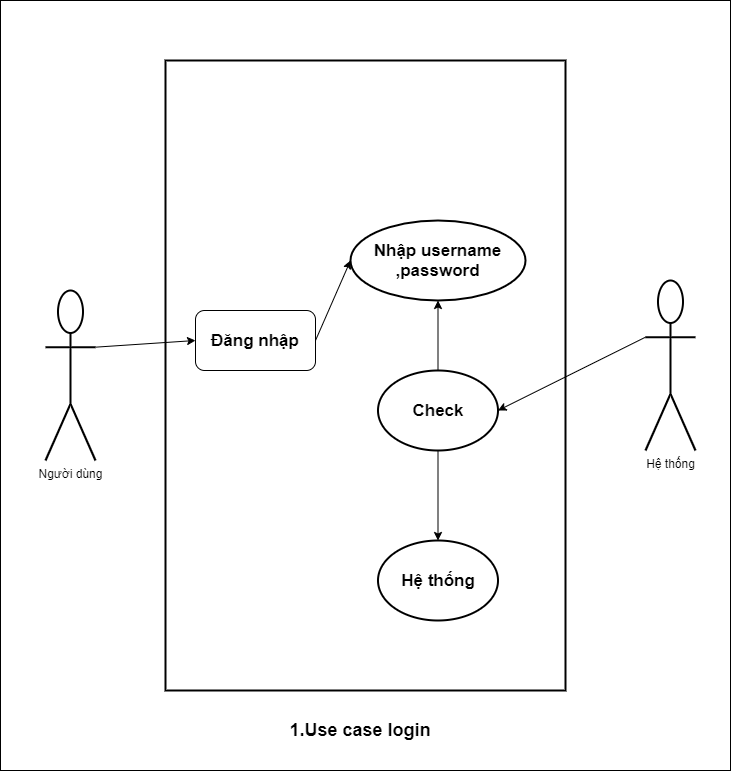 Nhập username
,password
Đăng nhập
Check
Người dùng
Hệ thống
Hệ thống
1.Use case login